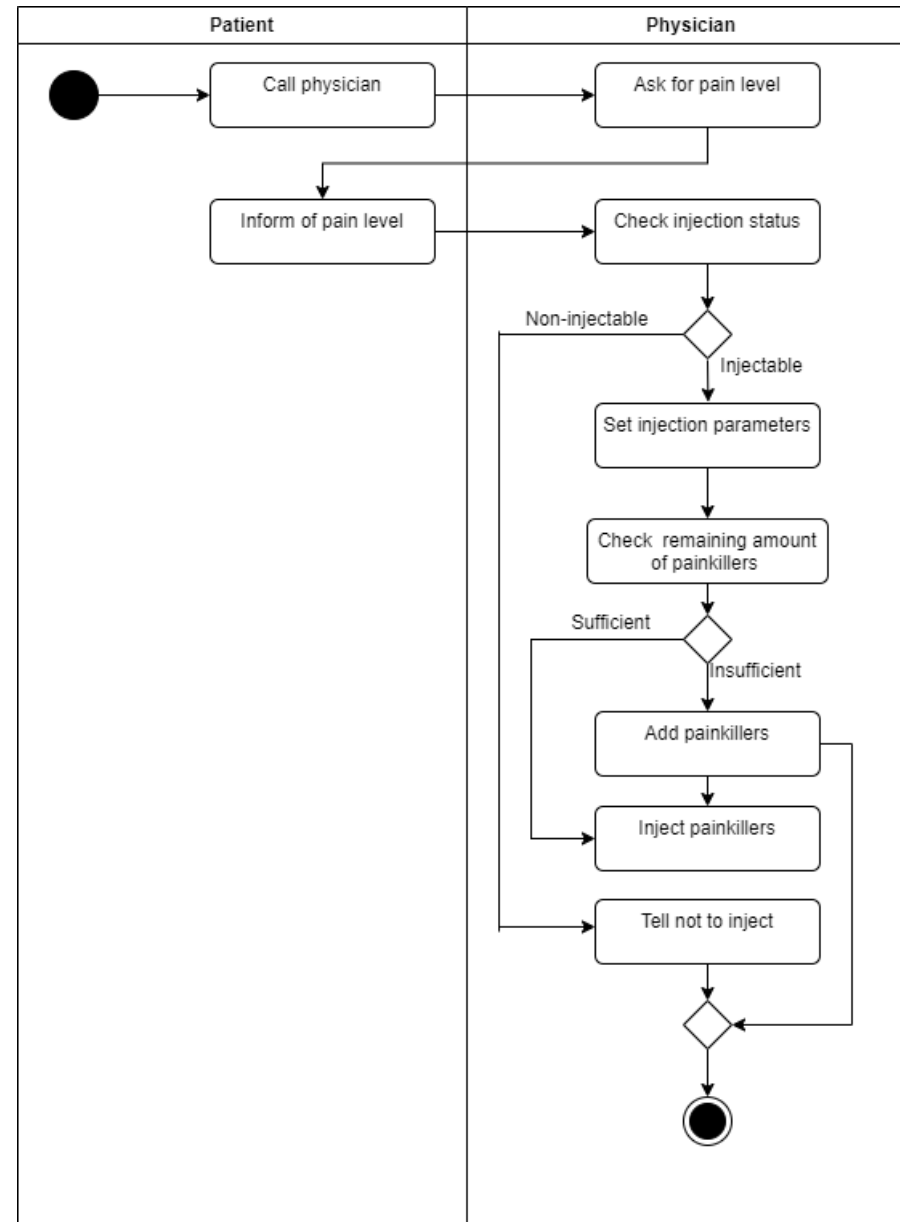 Patient
Physician
Call physician
Ask for pain level
Inform of pain level
Check injection status
Non-injectable
Injectable
Set injection parameters
Check remaining amount
of painkillers
Sufficient
Insufficient
Add painkillers
Inject painkillers
Tell not to inject